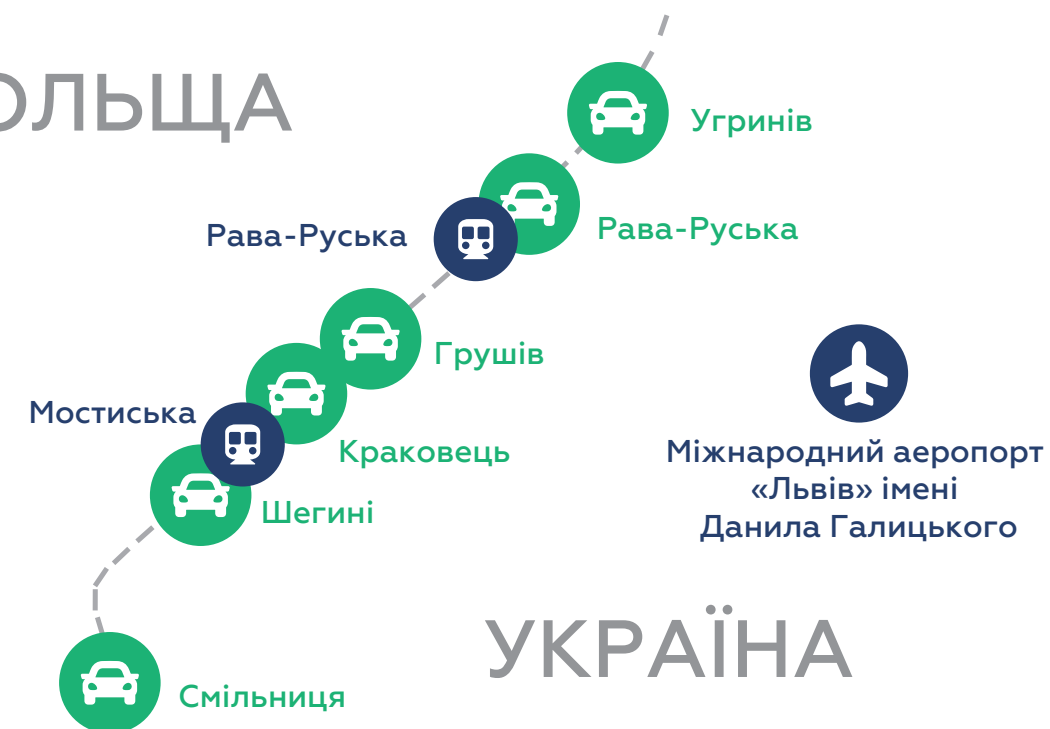 ОЛЬЩА
Угринів
Рава-Руська
Рава-Руська
Грушів
Мостиська
Краковець
Міжнародний аеропорт
«Львів» імені
Данила Галицького
Шегині
УКРАЇНА
Смільниця